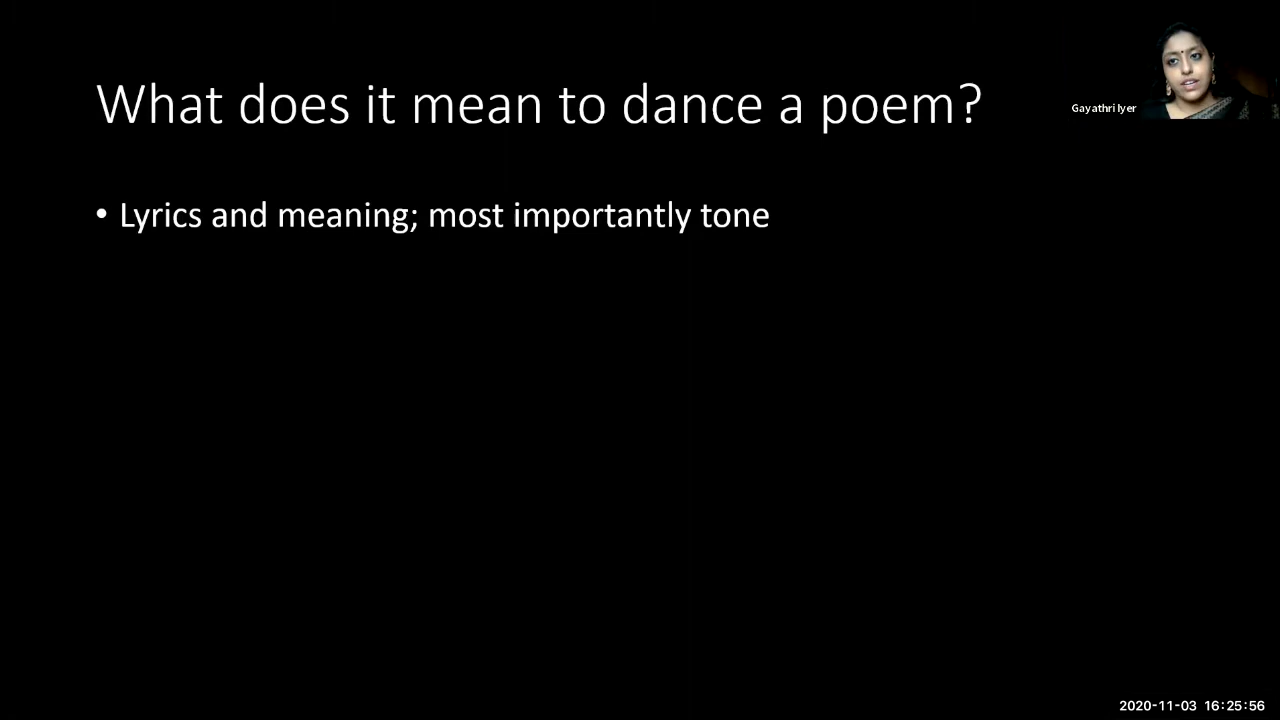 What does it mean to dance a poem?
Gayathri Iyer
• Lyrics and meaning; most importantly tone
2020-11-03 16:25:56